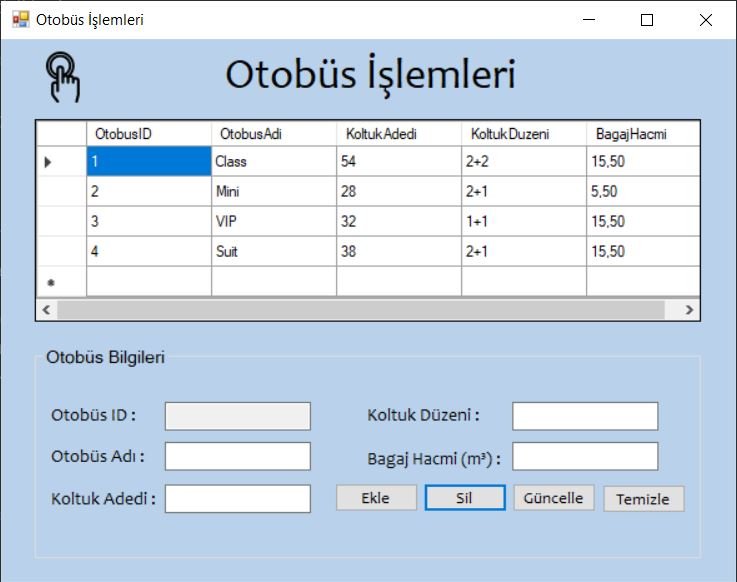 Otobüs İşlemleri
Otobüs İşlemleri
OtobusID OtobusAdi KoltukAdedi KoltukDuzeni BagajHacmi
1 Class 54 2+2 15,50
2 Mini 28 2+1 5,50
3 VIP 32 1+1 15,50
4 Suit 38 2+1 15,50
Otobüs Bilgileri
Otobüs ID : Koltuk Düzeni :
Otobüs Adı : Bagaj Hacmi (m³) :
Koltuk Adedi : Ekle Sil Güncelle Temizle